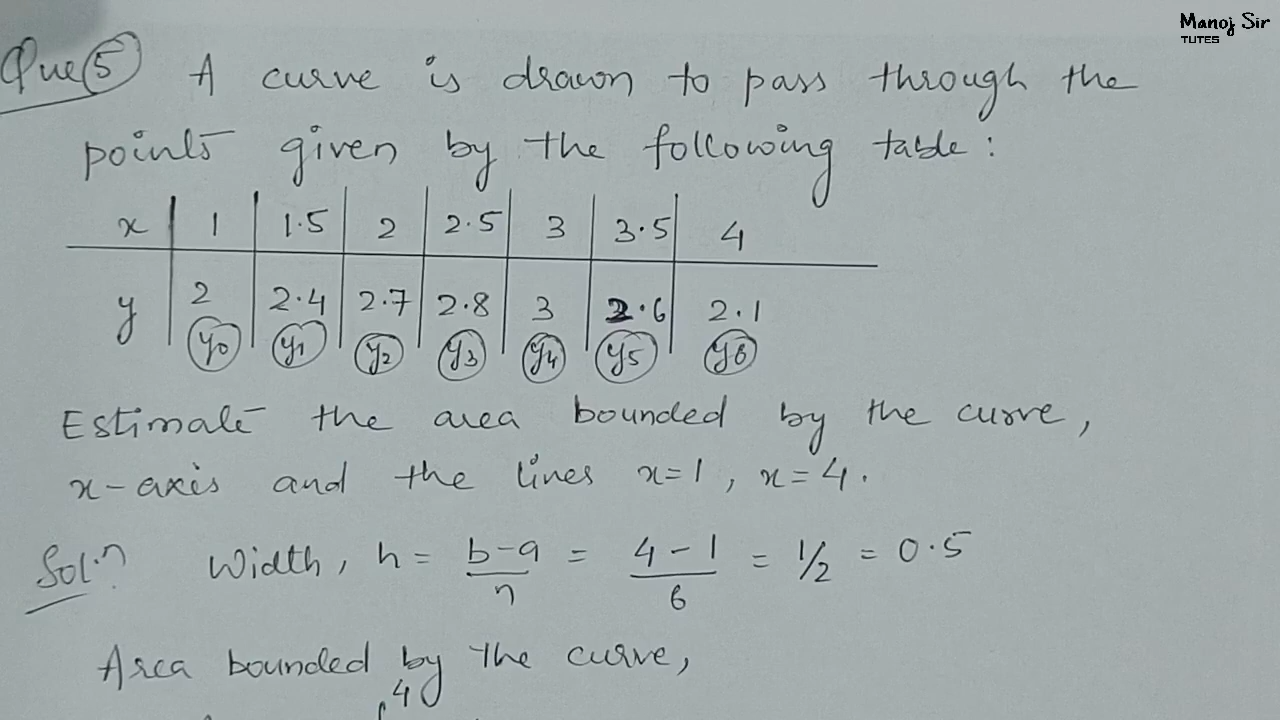 Manoj Sir
TUTES
Que 5 A curve is drawn to pass through the
points given by the following table:
x 1 1.5 2 2.5 3 3.5 4
y 2 2.4 2.7 2.8 3 2.6 2.1
y0 y1 y2 y3 y4 y5 y6
Estimate the area bounded by the curve,
x-axis and the lines x=1, x=4.
Sol.n Width, h = b-a/n = 4-1/6 = 1/2 = 0.5
Area bounded by the curve,
4